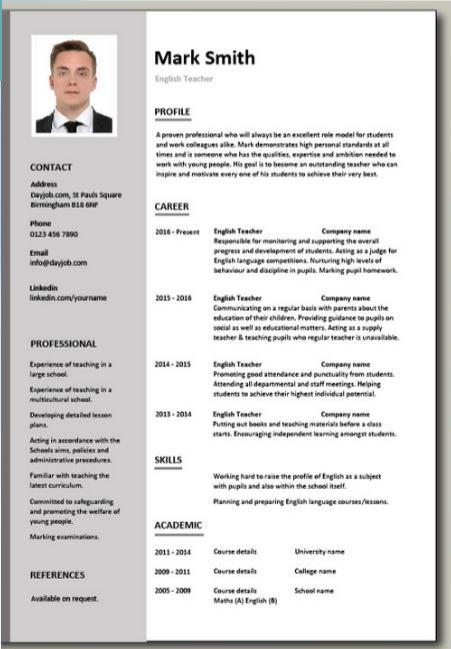 Mark Smith
English Teacher
PROFILE
A proven professional who will always be an excellent role model for students
and work colleagues alike. Mark demonstrates high personal standards at all
times and is someone who has the qualities, expertise and ambition needed to
work with young people. His goal is to become an outstanding teacher who can
inspire and motivate every one of his students to achieve their very best.
CAREER
2016 - Present English Teacher Company name
Responsible for monitoring and supporting the overall
progress and development of students. Acting as a judge for
English language competitions. Nurturing high levels of
behaviour and discipline in pupils. Marking pupil homework.
2015 - 2016 English Teacher Company name
Communicating on a regular basis with parents about the
education of their children. Providing guidance to pupils on
social as well as educational matters. Acting as a supply
teacher & teaching pupils who regular teacher is unavailable.
2014 - 2015 English Teacher Company name
Promoting good attendance and punctuality from students.
Attending all departmental and staff meetings. Helping
students to achieve their highest individual potential.
2013 - 2014 English Teacher Company name
Putting out books and teaching materials before a class
starts. Encouraging independent learning amongst students.
SKILLS
Working hard to raise the profile of English as a subject
with pupils and also within the school itself.
Planning and preparing English language courses/lessons.
ACADEMIC
2011 - 2014 Course details University name
2009 - 2011 Course details College name
2005 - 2009 Course details School name
Maths (A) English (B)
CONTACT
Address
Dayjob.com, St Pauls Square
Birmingham B18 6NF
Phone
0123 456 7890
Email
info@dayjob.com
Linkedin
linkedin.com/yourname
PROFESSIONAL
Experience of teaching in a
large school.
Experience of teaching in a
multicultural school.
Developing detailed lesson
plans.
Acting in accordance with the
Schools aims, policies and
administrative procedures.
Familiar with teaching the
latest curriculum.
Committed to safeguarding
and promoting the welfare of
young people.
Marking examinations.
REFERENCES
Available on request.